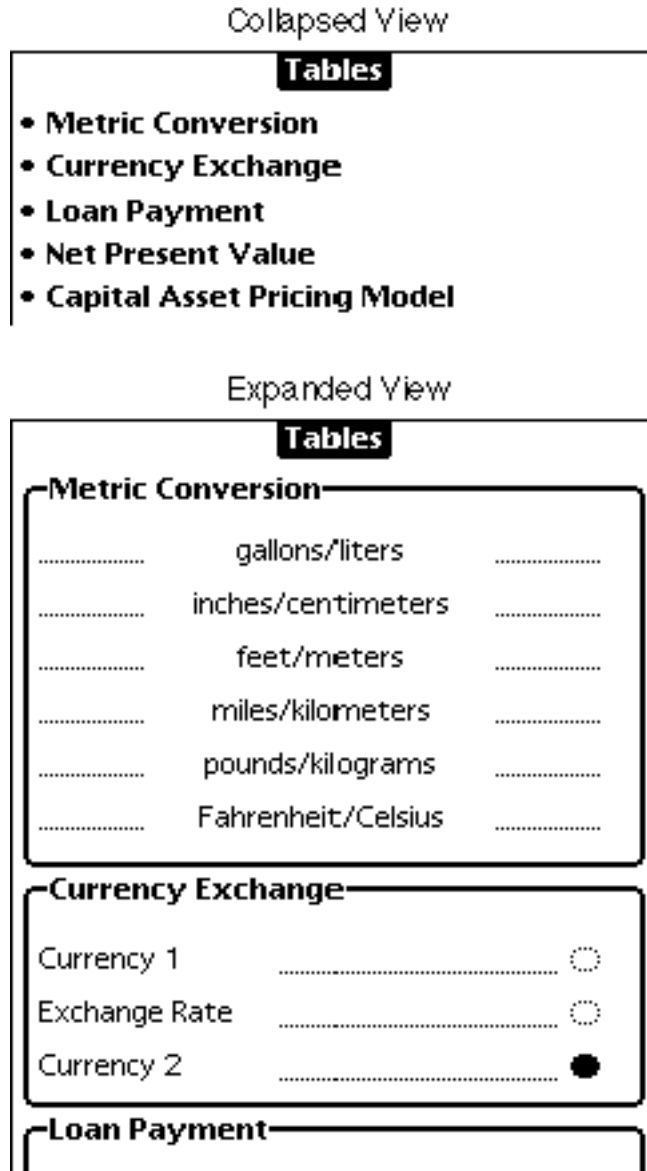 Collapsed View
Tables
• Metric Conversion
• Currency Exchange
• Loan Payment
• Net Present Value
• Capital Asset Pricing Model
Expanded View
Tables
Metric Conversion
gallons/liters
inches/centimeters
feet/meters
miles/kilometers
pounds/kilograms
Fahrenheit/Celsius
Currency Exchange
Currency 1
Exchange Rate
Currency 2
Loan Payment